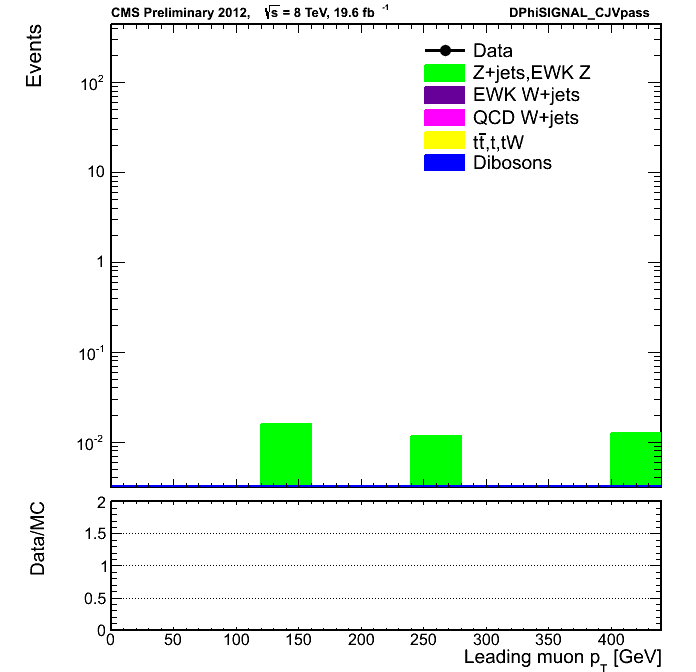 CMS Preliminary 2012, √s = 8 TeV, 19.6 fb⁻¹ DPhiSIGNAL_CJVpass
Events
10²
10
1
10⁻¹
10⁻²
Data
Z+jets,EWK Z
EWK W+jets
QCD W+jets
tt̅,t,tW
Dibosons
Data/MC
2
1.5
1
0.5
0
0 50 100 150 200 250 300 350 400
Leading muon p_T [GeV]